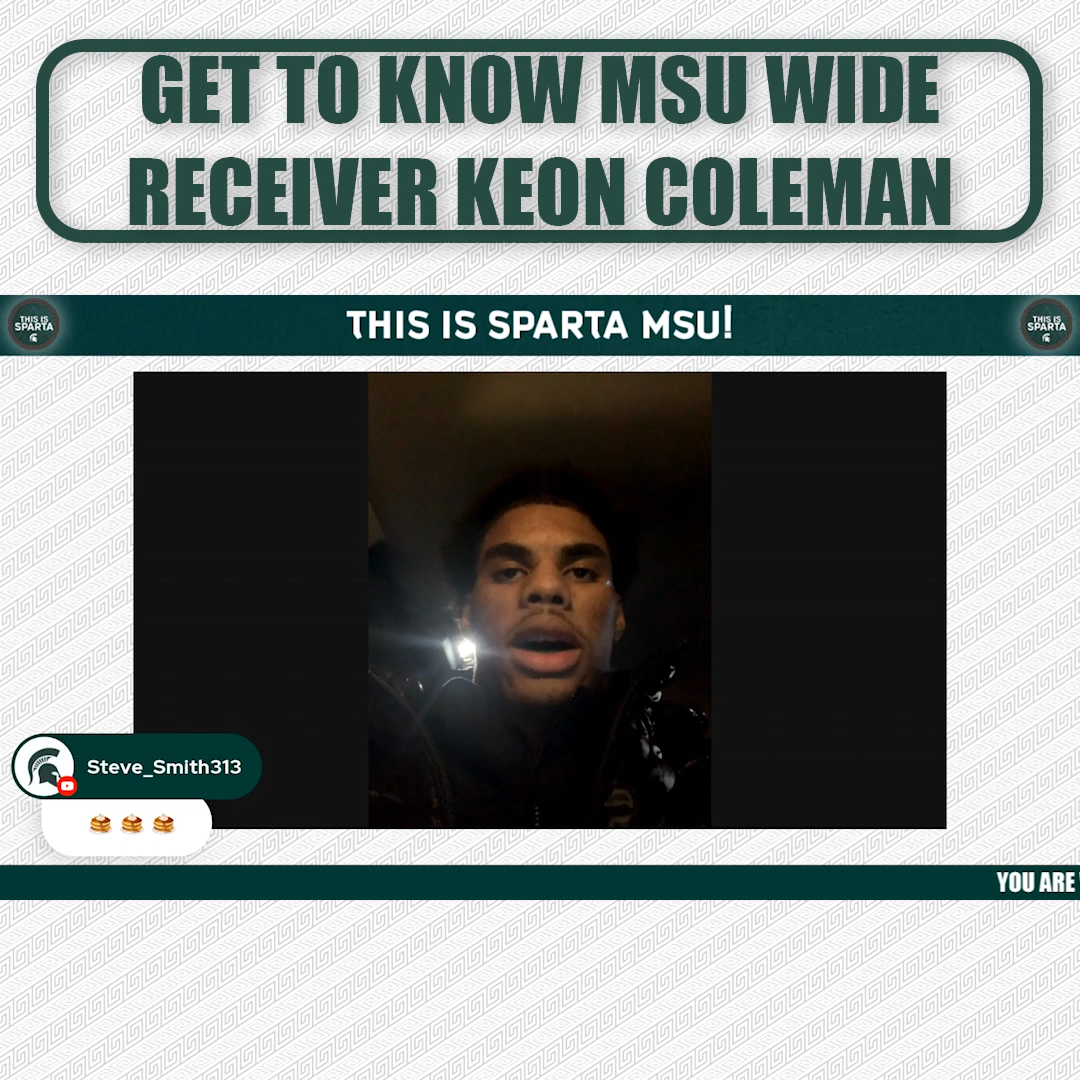 GET TO KNOW MSU WIDE
RECEIVER KEON COLEMAN
THIS IS
SPARTA
THIS IS SPARTA MSU!
THIS IS
SPARTA
Steve_Smith313
🥞 🥞 🥞
YOU ARE